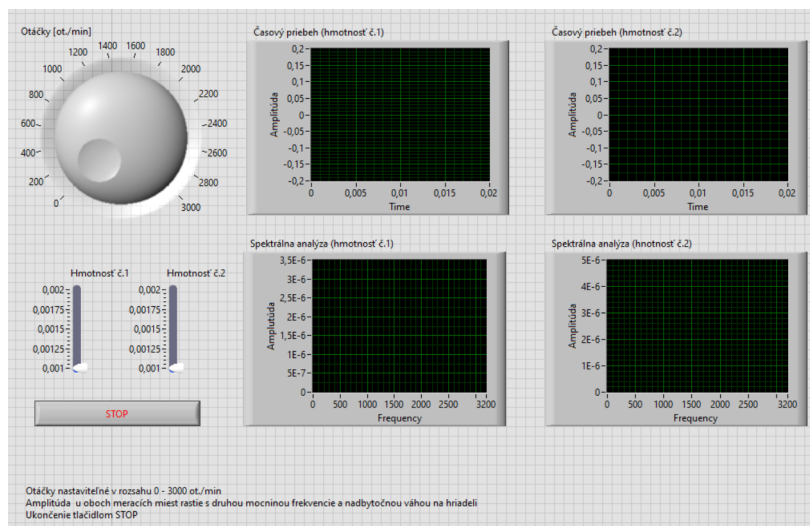 Otáčky [ot./min]
0
200
400
600
800
1000
1200
1400
1600
1800
2000
2200
2400
2600
2800
3000
Časový priebeh (hmotnosť č.1)
Amplitúda
0,2
0,15
0,1
0,05
0
-0,05
-0,1
-0,15
-0,2
0 0,005 0,01 0,015 0,02
Time
Časový priebeh (hmotnosť č.2)
Amplitúda
0,2
0,15
0,1
0,05
0
-0,05
-0,1
-0,15
-0,2
0 0,005 0,01 0,015 0,02
Time
Hmotnosť č.1
0,002
0,00175
0,0015
0,00125
0,001
Hmotnosť č.2
0,002
0,00175
0,0015
0,00125
0,001
STOP
Spektrálna analýza (hmotnosť č.1)
Amplutúda
3,5E-6
3E-6
2,5E-6
2E-6
1,5E-6
1E-6
5E-7
0
0 500 1000 1500 2000 2500 3200
Frequency
Spektrálna analýza (hnotnosť č.2)
Amplitúda
5E-6
4E-6
3E-6
2E-6
1E-6
0
0 500 1000 1500 2000 2500 3200
Frequency
Otáčky nastaviteľné v rozsahu 0 - 3000 ot./min
Amplitúda u oboch meracích miest rastie s druhou mocninou frekvencie a nadbytočnou váhou na hriadeli
Ukončenie tlačidlom STOP